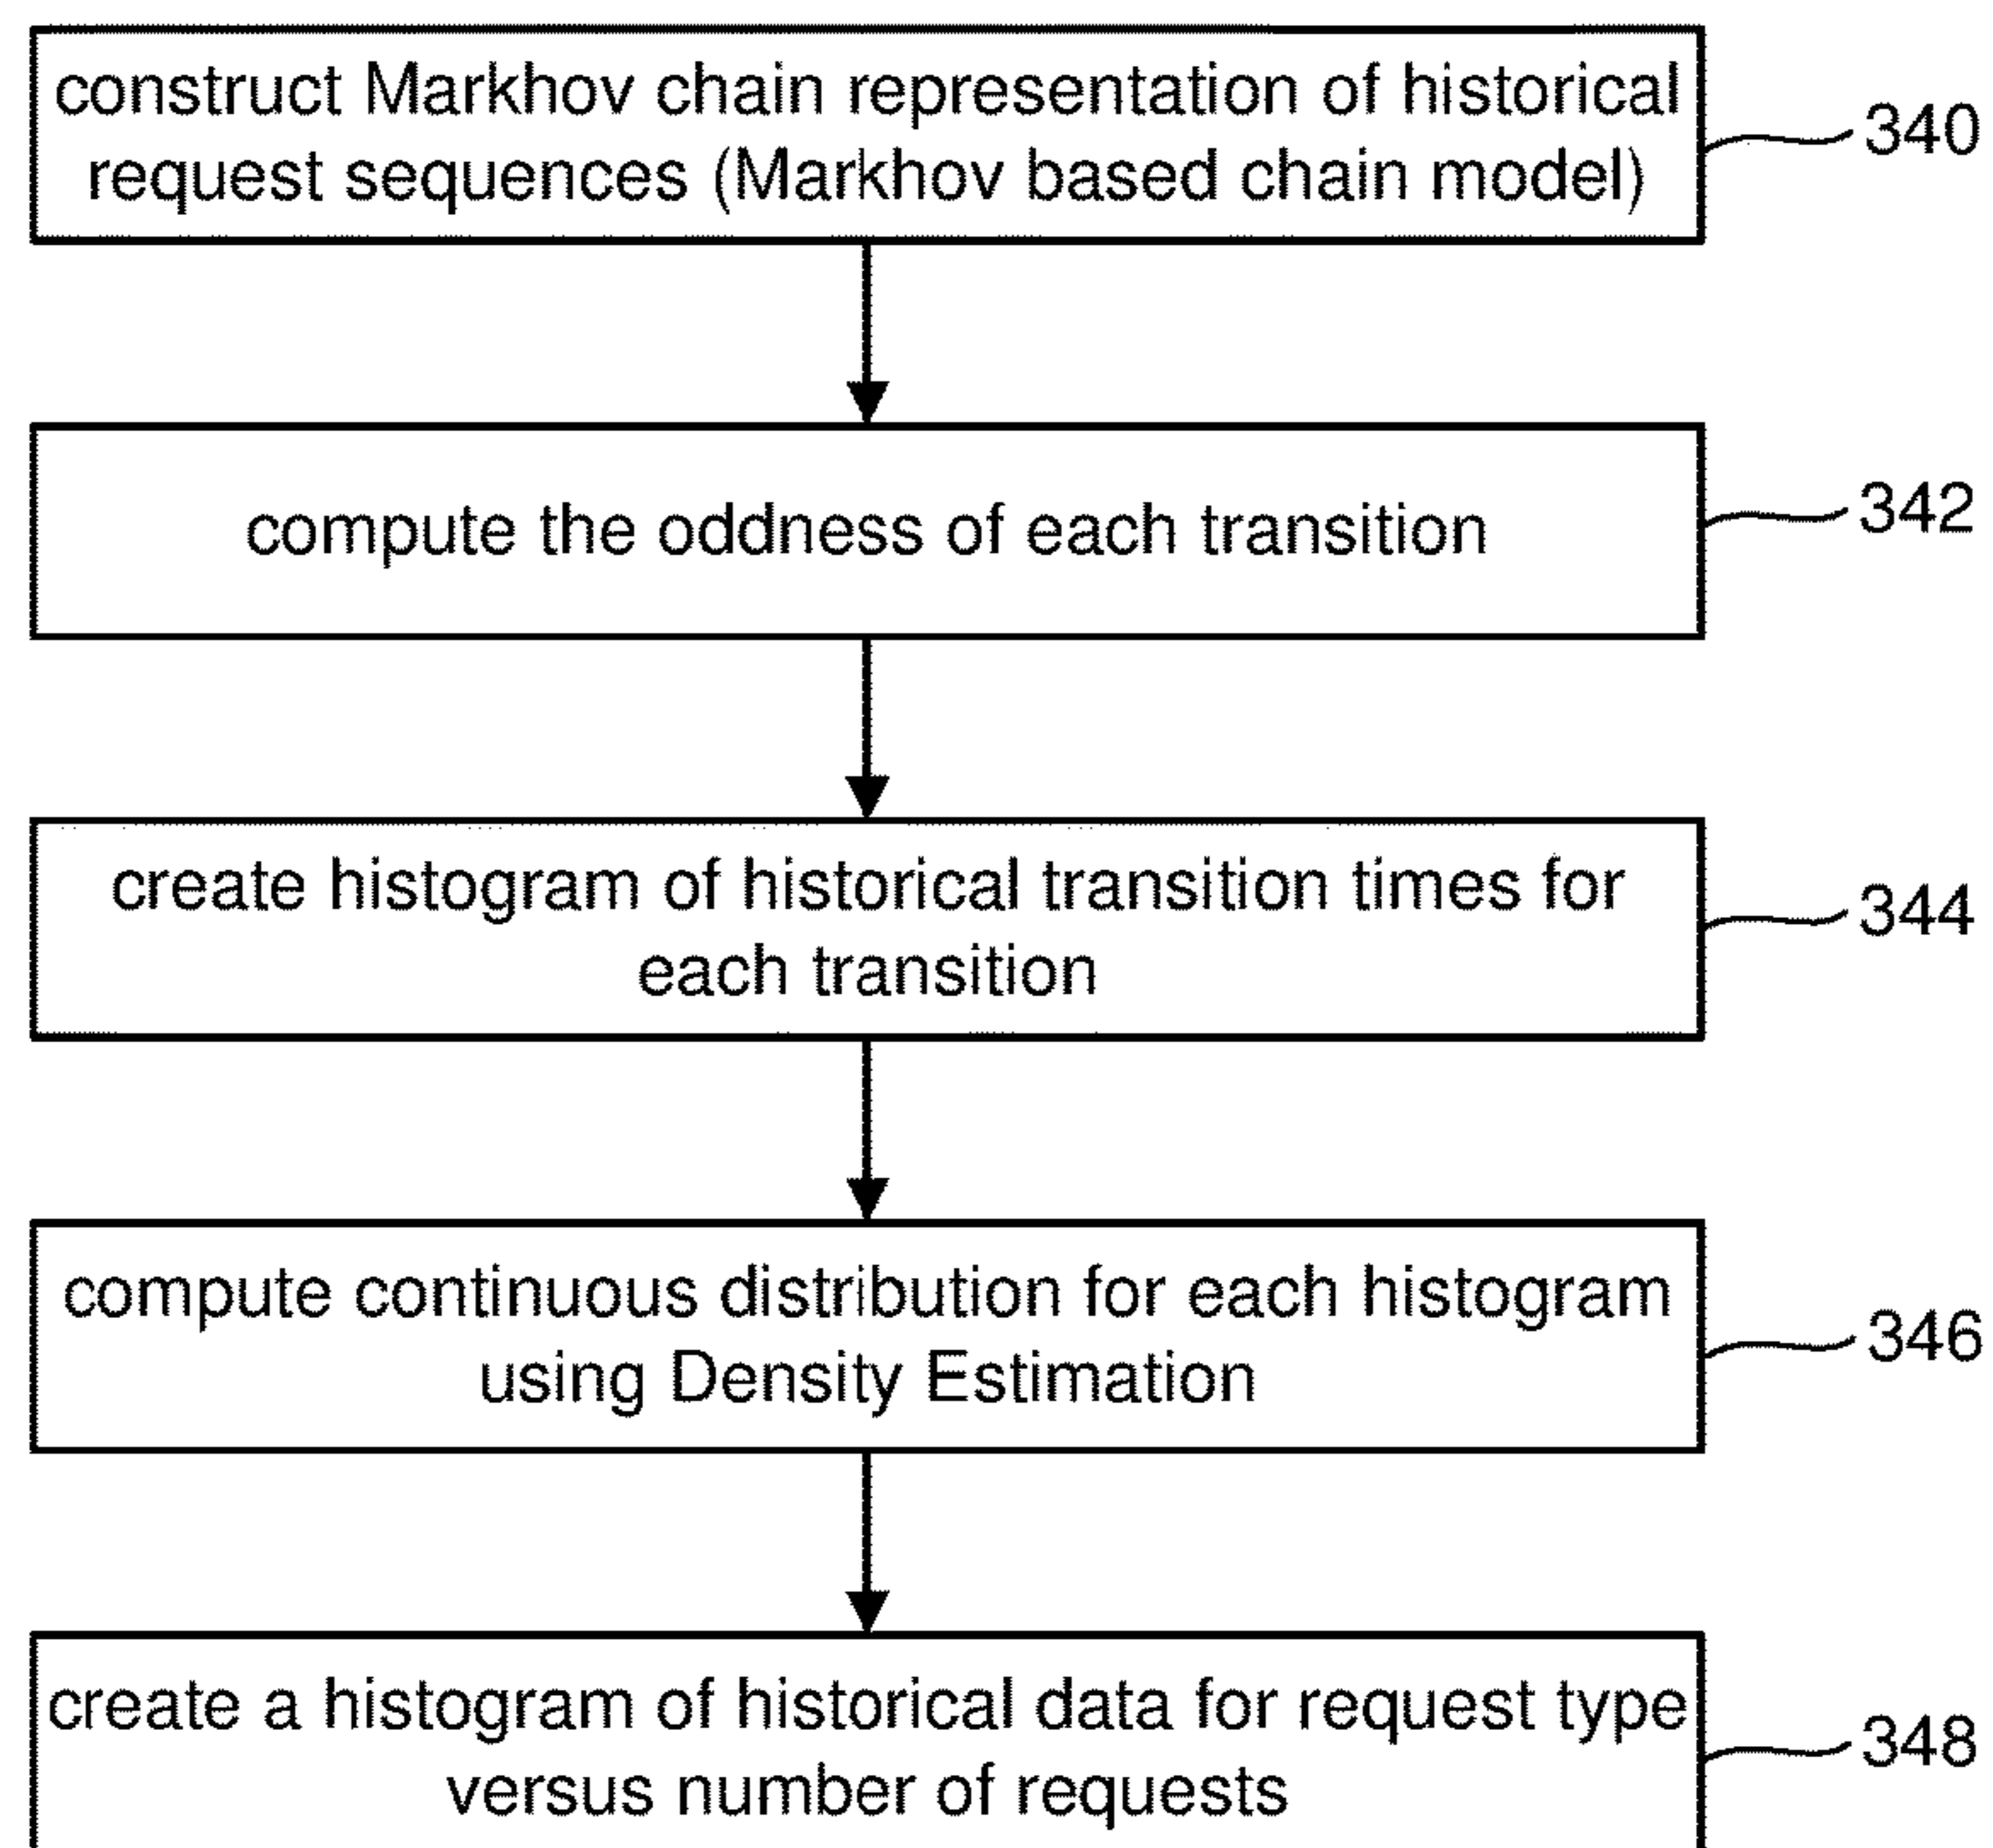 construct Markhov chain representation of historical
request sequences (Markhov based chain model)
340
compute the oddness of each transition
342
create histogram of historical transition times for
each transition
344
compute continuous distribution for each histogram
using Density Estimation
346
create a histogram of historical data for request type
versus number of requests
348